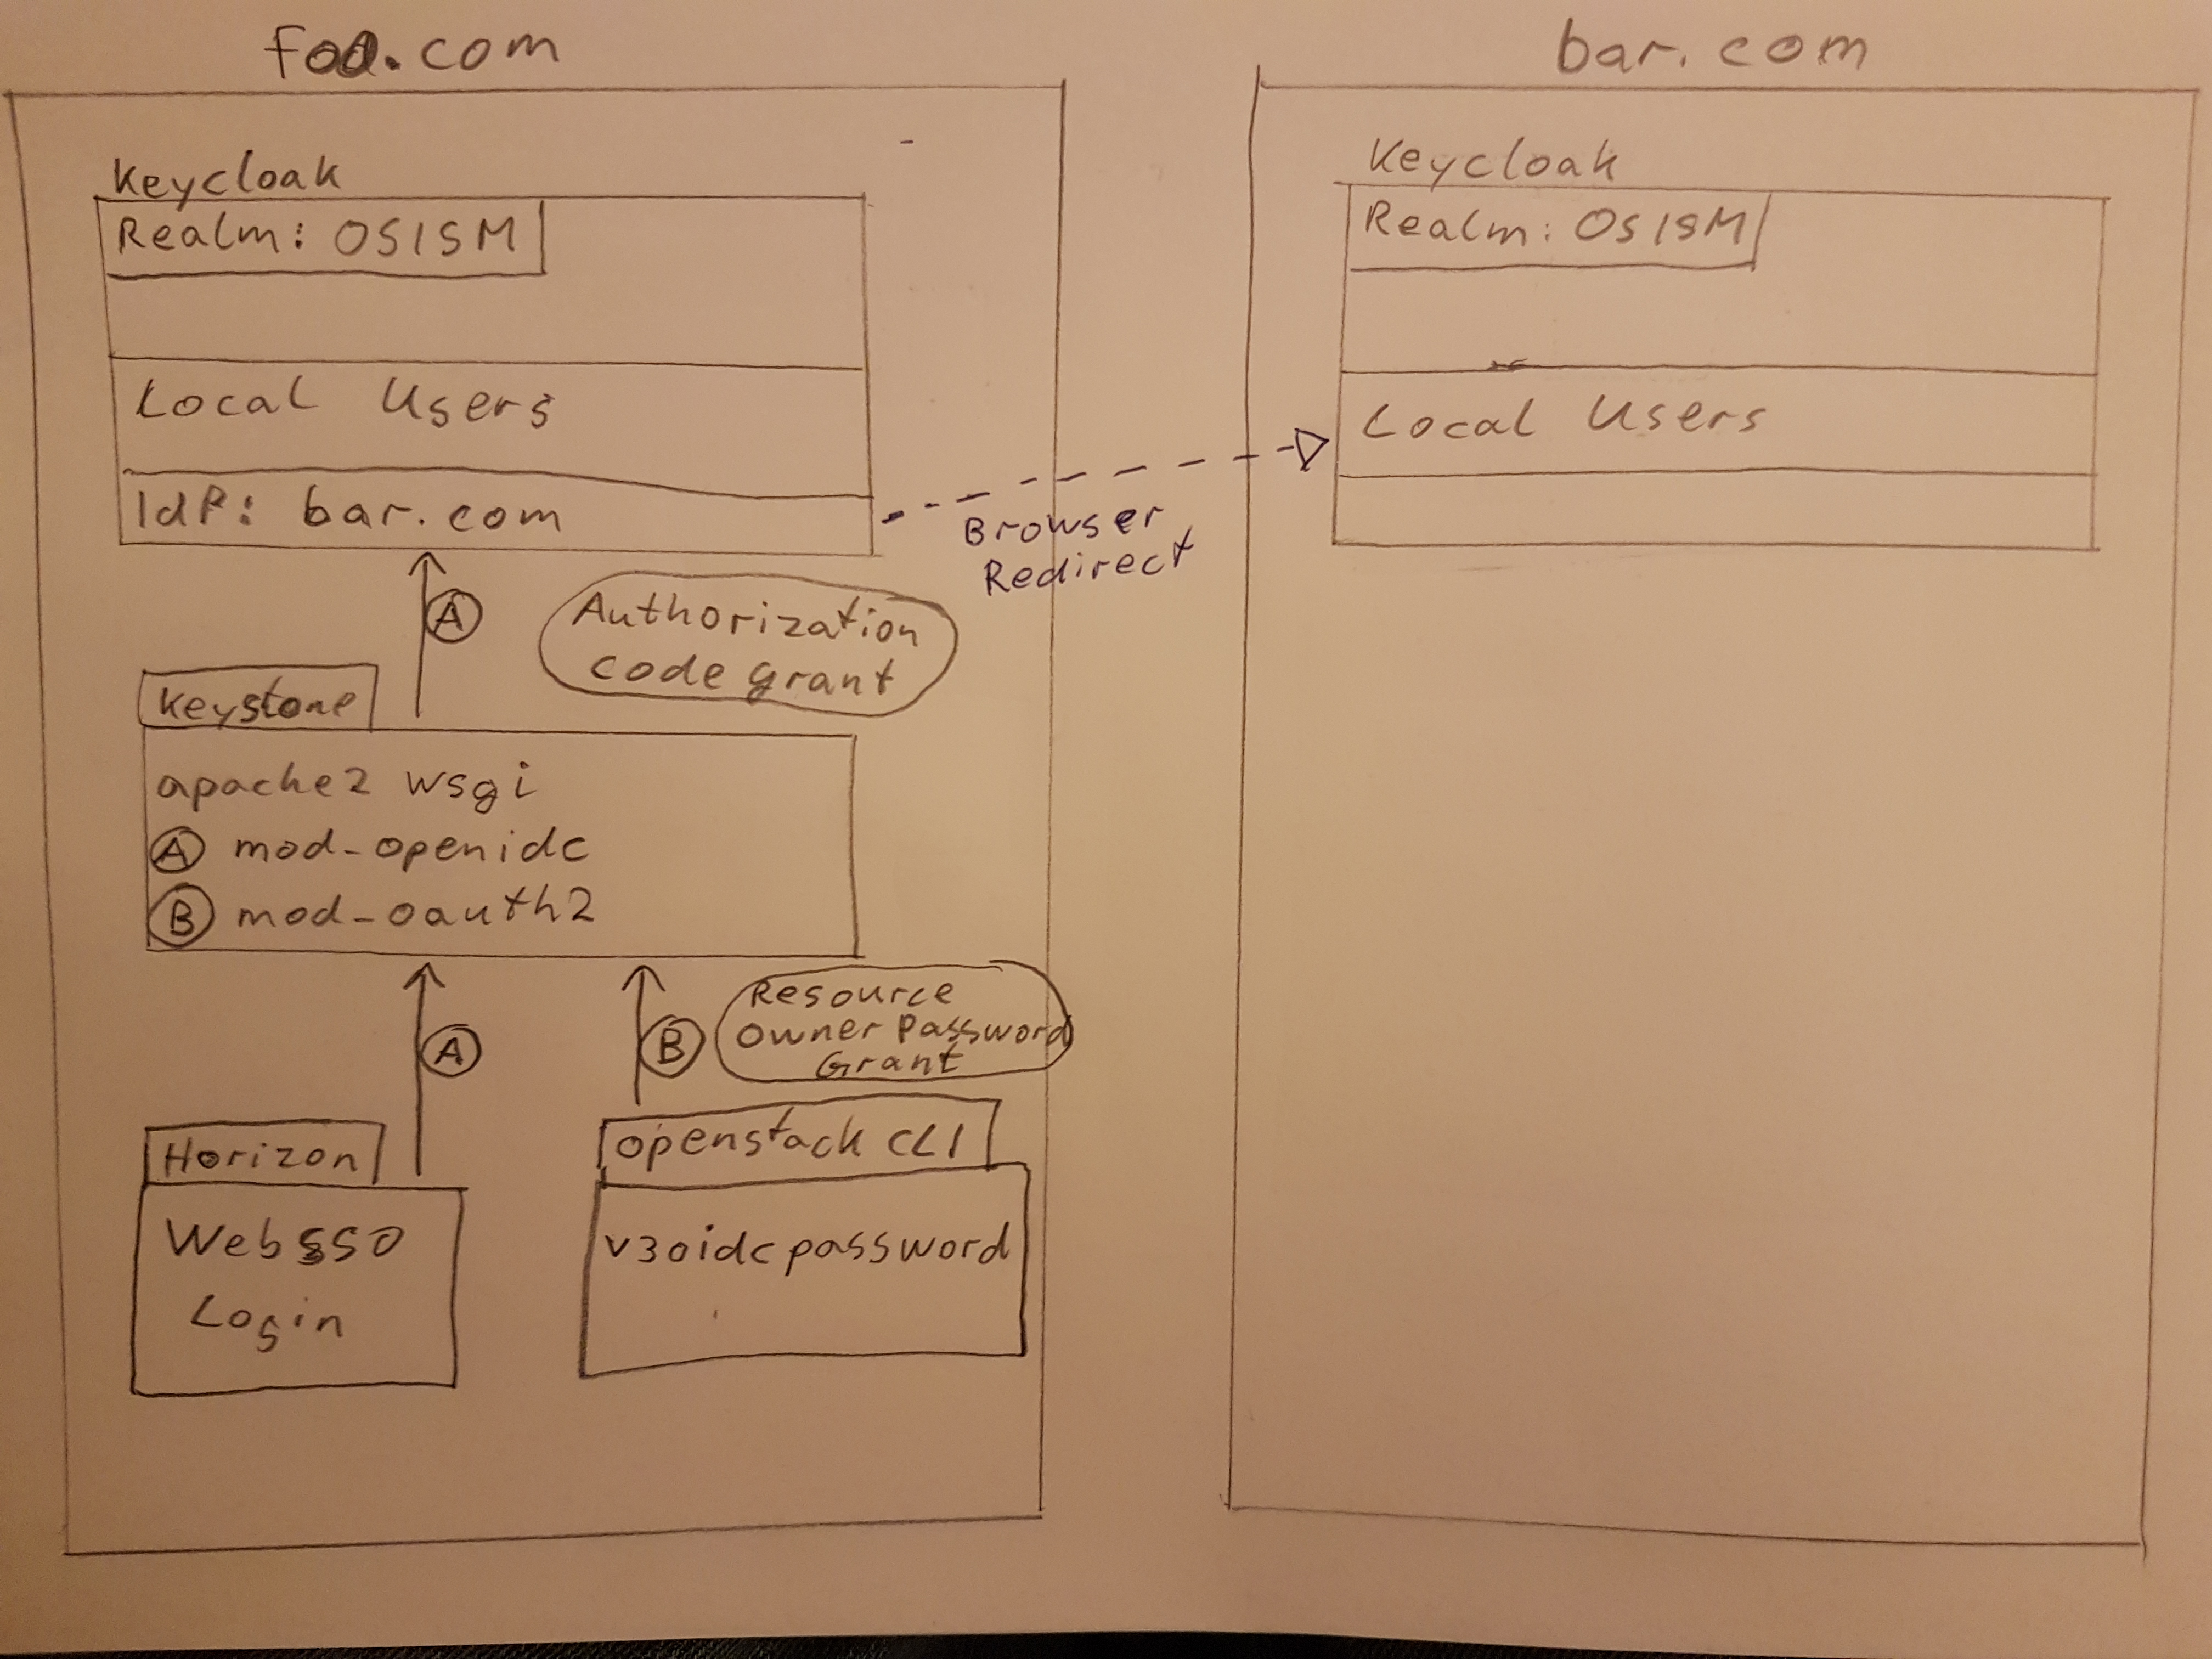 foo.com
bar.com
Keycloak
Realm: OSISM
Local Users
IdP: bar.com
Keycloak
Realm: OSISM
Local Users
Browser
Redirect
A
Authorization
code grant
Keystone
apache2 wsgi
A mod-openidc
B mod-oauth2
A
B
Resource
Owner Password
Grant
Horizon
WebSSO
Login
openstack CLI
v3oidcpassword